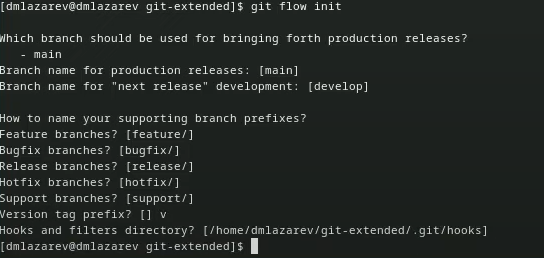 [dmlazarev@dmlazarev git-extended]$ git flow init
Which branch should be used for bringing forth production releases?
- main
Branch name for production releases: [main]
Branch name for "next release" development: [develop]
How to name your supporting branch prefixes?
Feature branches? [feature/]
Bugfix branches? [bugfix/]
Release branches? [release/]
Hotfix branches? [hotfix/]
Support branches? [support/]
Version tag prefix? [] v
Hooks and filters directory? [/home/dmlazarev/git-extended/.git/hooks]
[dmlazarev@dmlazarev git-extended]$